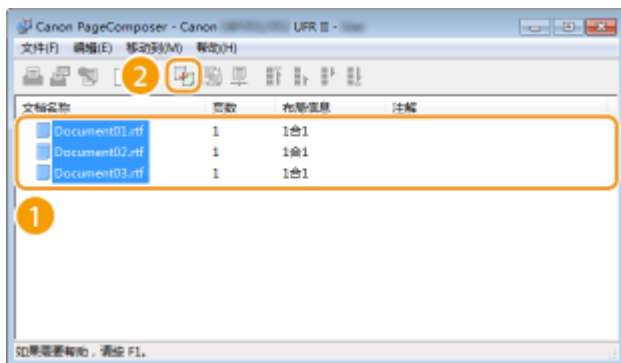 Canon PageComposer - Canon UFR II -
文件(F) 编辑(E) 移动到(M) 帮助(H)
2
文档名称 页数 布局信息 注解
Document01.rtf 1 1合1
Document02.rtf 1 1合1
Document03.rtf 1 1合1
1
如果需要帮助，请按 F1。